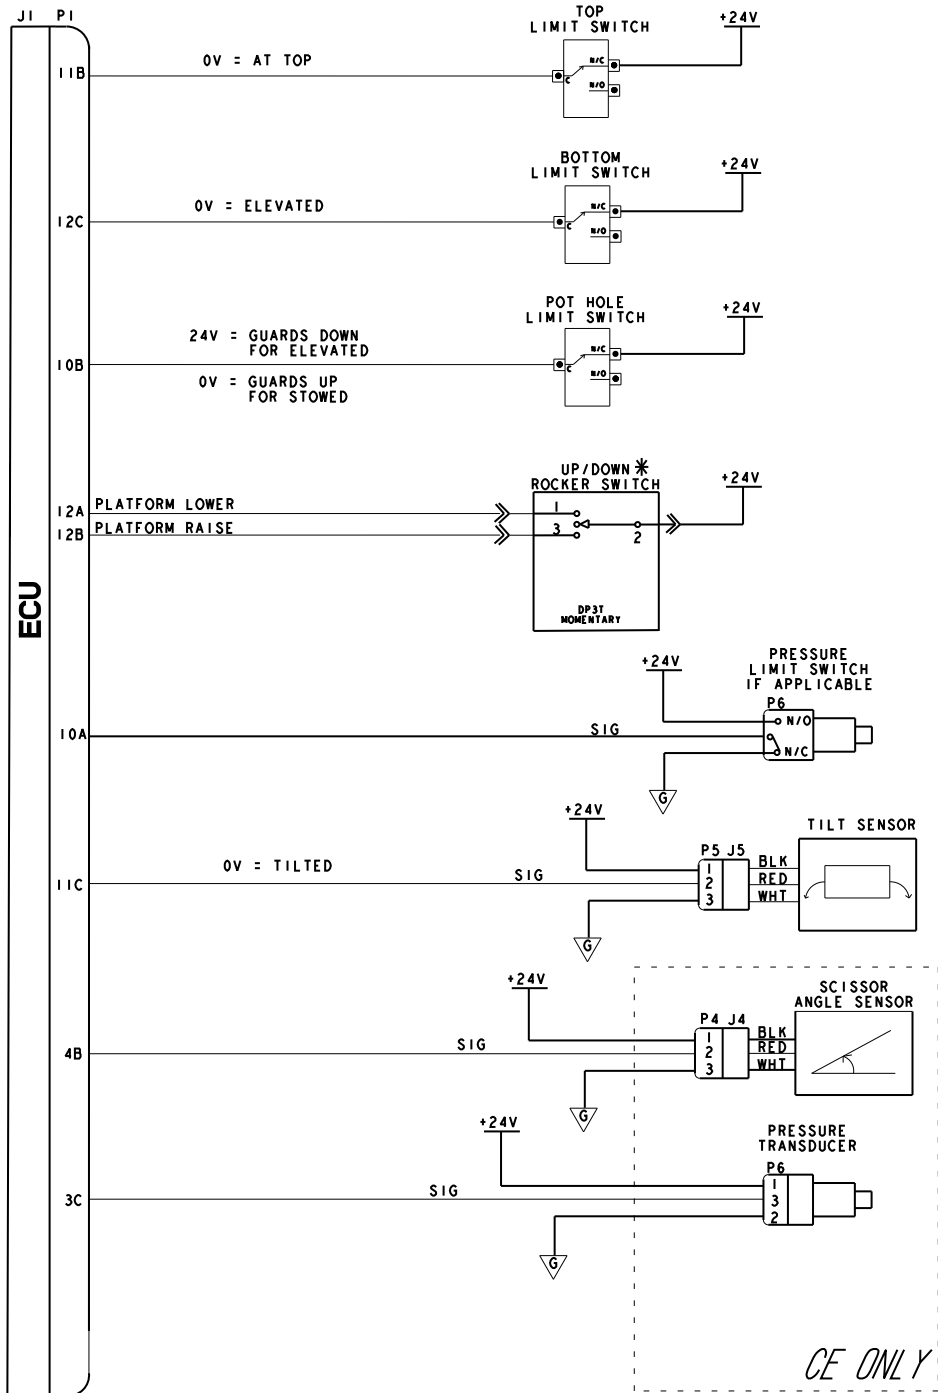 J1 P1
TOP
LIMIT SWITCH
+24V
11B
0V = AT TOP
C
N/C
N/O
BOTTOM
LIMIT SWITCH
+24V
12C
0V = ELEVATED
C
N/C
N/O
POT HOLE
LIMIT SWITCH
+24V
24V = GUARDS DOWN
FOR ELEVATED
10B
0V = GUARDS UP
FOR STOWED
C
N/C
N/O
UP/DOWN *
ROCKER SWITCH
+24V
12A PLATFORM LOWER
12B PLATFORM RAISE
1
3
2
DP3T
MOMENTARY
ECU
PRESSURE
LIMIT SWITCH
IF APPLICABLE
+24V
P6
10A
SIG
N/O
N/C
G
+24V
TILT SENSOR
P5 J5
11C
0V = TILTED
SIG
1 BLK
2 RED
3 WHT
G
+24V
SCISSOR
ANGLE SENSOR
P4 J4
4B
SIG
1 BLK
2 RED
3 WHT
G
+24V
PRESSURE
TRANSDUCER
P6
3C
SIG
1
3
2
G
CE ONLY